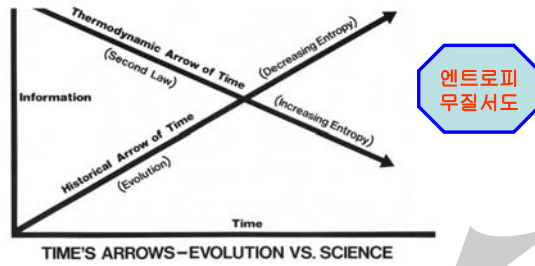 Thermodynamic Arrow of Time
(Second Law)
(Decreasing Entropy)
엔트로피
무질서도
Information
(Increasing Entropy)
Historical Arrow of Time
(Evolution)
Time
TIME'S ARROWS—EVOLUTION VS. SCIENCE